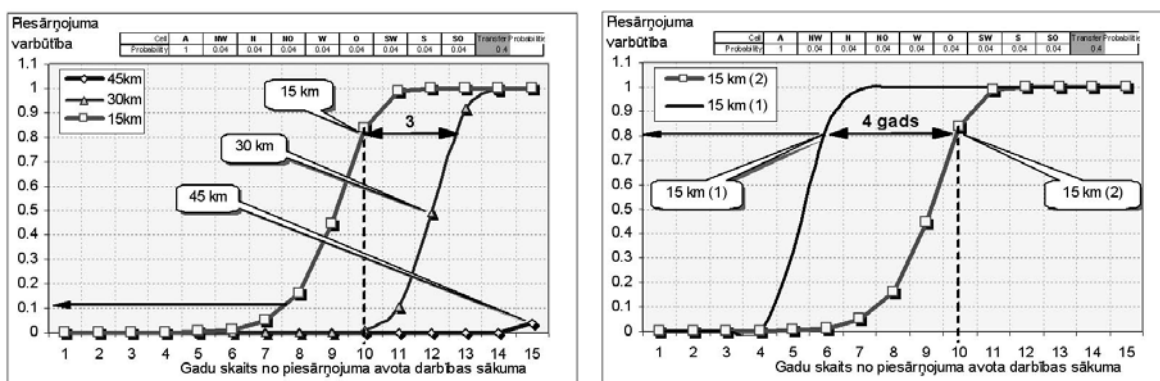 Piesārņojuma
varbūtība
Cell A NW N NO W O SW S SO Transfer Probabilitie
Probability 1 0.04 0.04 0.04 0.04 0.04 0.04 0.04 0.04 0.4
1.1
1
0.9
0.8
0.7
0.6
0.5
0.4
0.3
0.2
0.1
0
45km
30km
15km
15 km
3
30 km
45 km
1 2 3 4 5 6 7 8 9 10 11 12 13 14 15
Gadu skaits no piesārņojuma avota darbības sākuma
Piesārņojuma
varbūtība
Cell A NW N NO W O SW S SO Transfer Probabilitie
Probability 1 0.04 0.04 0.04 0.04 0.04 0.04 0.04 0.04 0.4
1.1
1
0.9
0.8
0.7
0.6
0.5
0.4
0.3
0.2
0.1
0
15 km (2)
15 km (1)
4 gads
15 km (1)
15 km (2)
1 2 3 4 5 6 7 8 9 10 11 12 13 14 15
Gadu skaits no piesārņojuma avota darbības sākuma